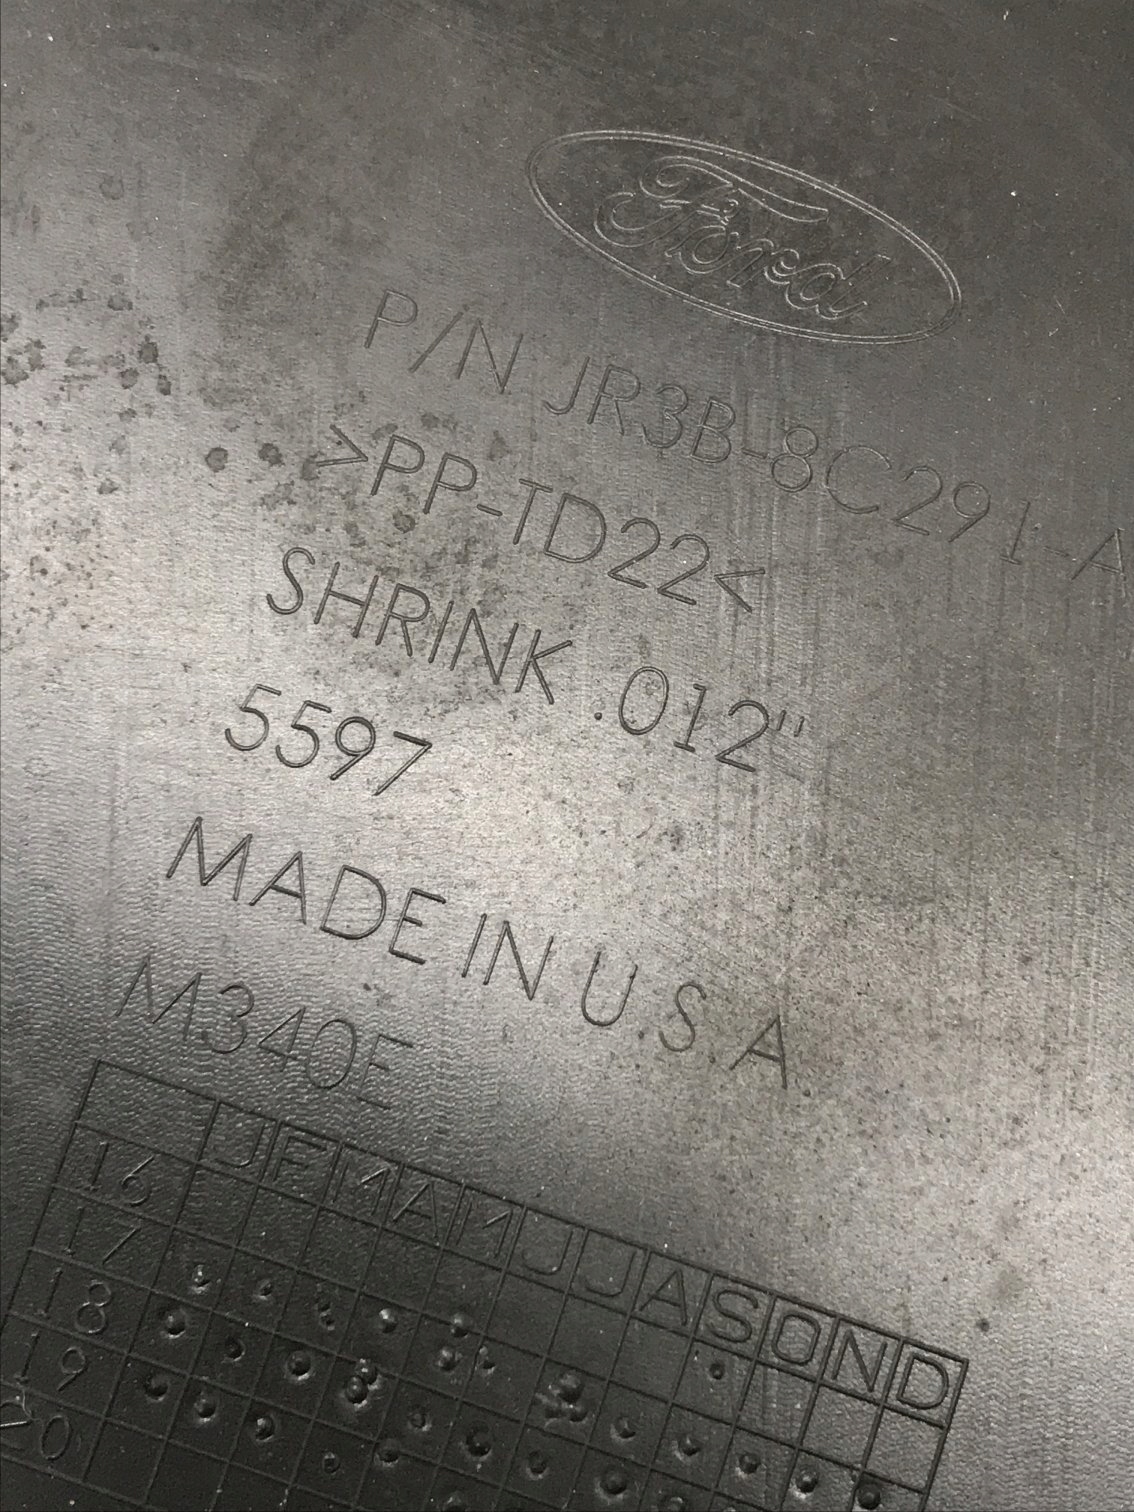 Ford
P/N JR3B-8C291-A
>PP-TD22<
SHRINK .012"
5597
MADE IN U S A
M340E
J F M A M J J A S O N D
16
17
18
19
20